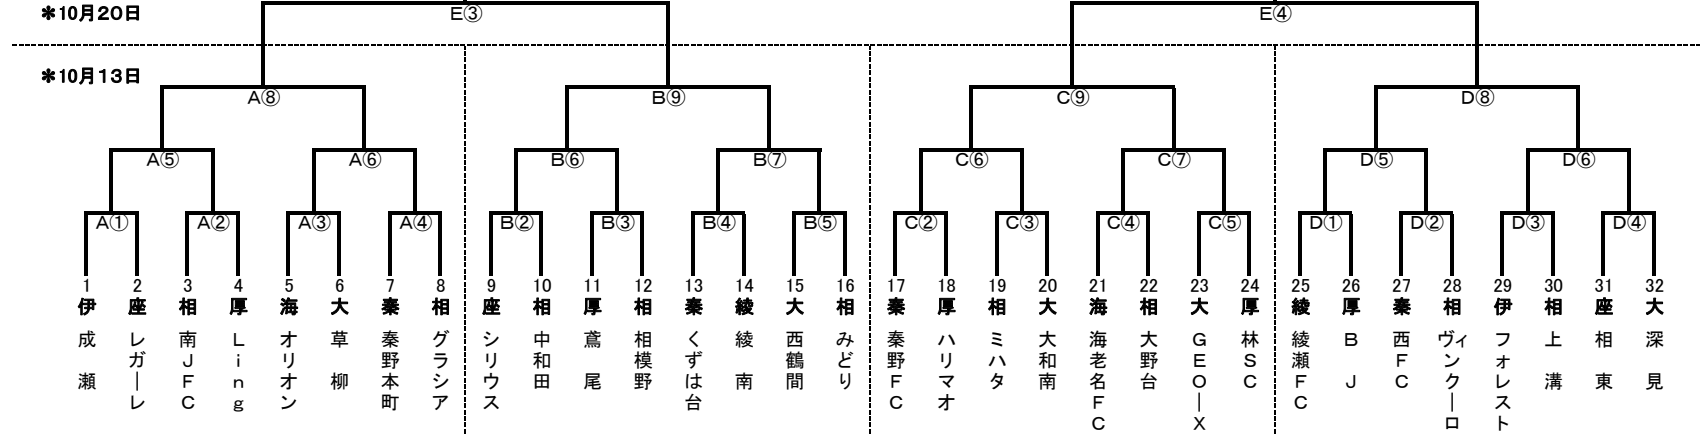 ＊10月20日
E③ E④
＊10月13日
A⑧ B⑨ C⑨ D⑧
A⑤ A⑥ B⑥ B⑦ C⑥ C⑦ D⑤ D⑥
A① A② A③ A④ B② B③ B④ B⑤ C② C③ C④ C⑤ D① D② D③ D④
1 2 3 4 5 6 7 8 9 10 11 12 13 14 15 16 17 18 19 20 21 22 23 24 25 26 27 28 29 30 31 32
伊 座 相 厚 海 大 秦 相 座 相 厚 相 秦 綾 大 相 秦 厚 相 大 海 相 大 厚 綾 厚 秦 相 伊 相 座 大
成瀬
レガーレ
南JFC
Ling
オリオン
草柳
秦野本町
グラシア
シリウス
中和田
鳶尾
相模野
くずは台
綾南
西鶴間
みどり
秦野FC
ハリマオ
ミハタ
大和南
海老名FC
大野台
GEO―X
林SC
綾瀬FC
BJ
西FC
ヴィンクーロ
フォレスト
上溝
相東
深見